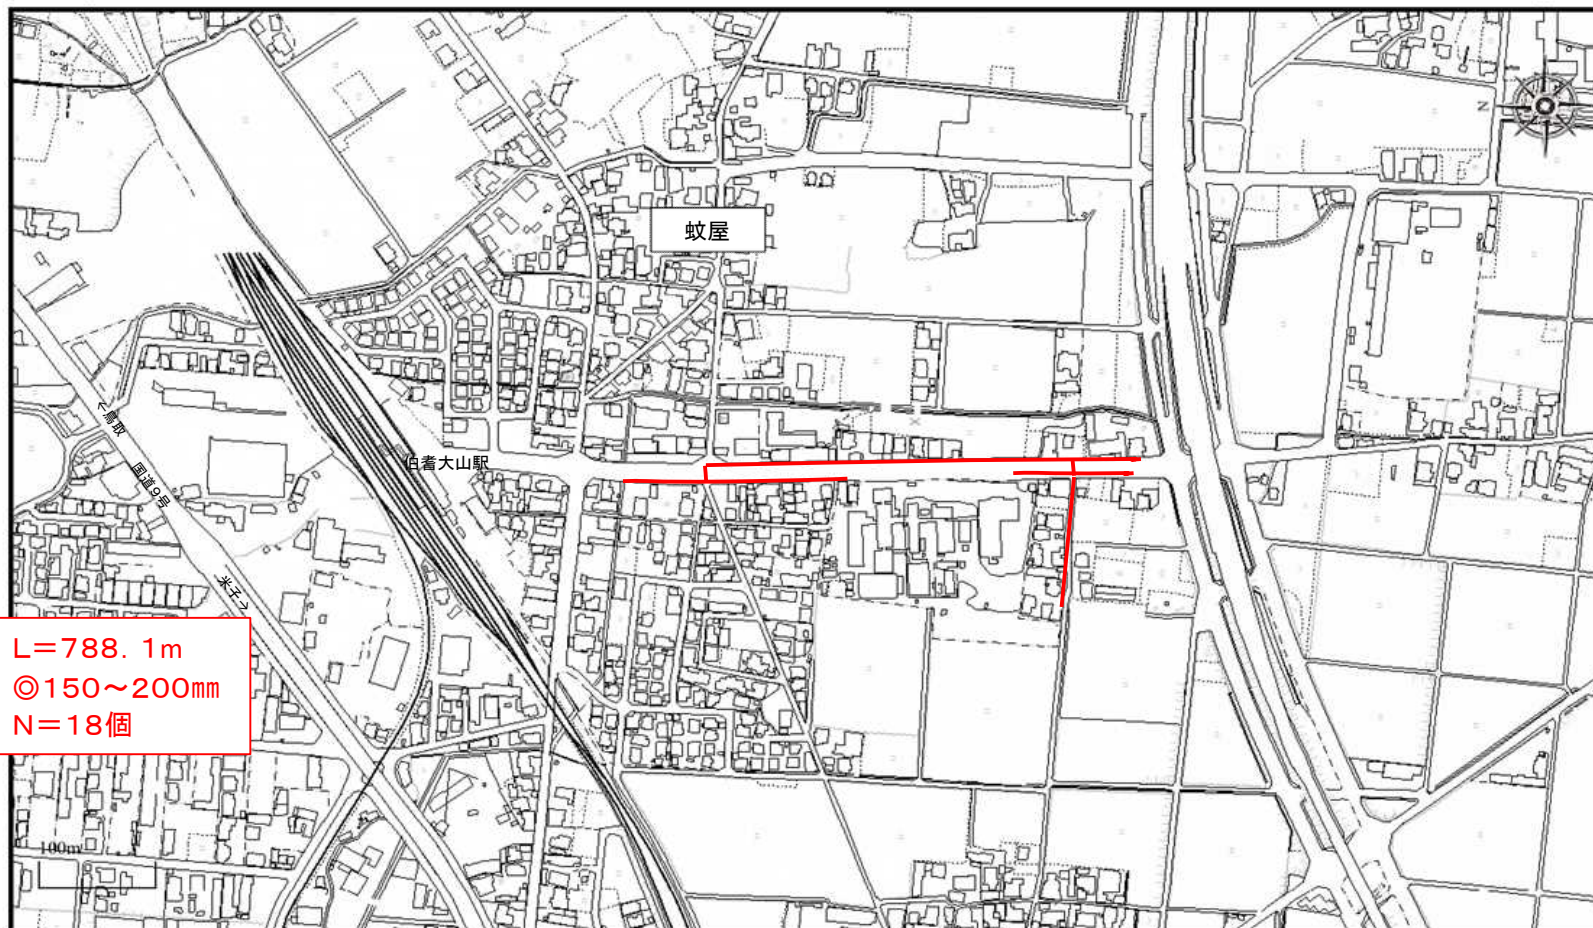 N
蚊屋
←鳥取
国道9号
伯耆大山駅
米子→
L=788.1m
◎150～200㎜
N=18個
100m